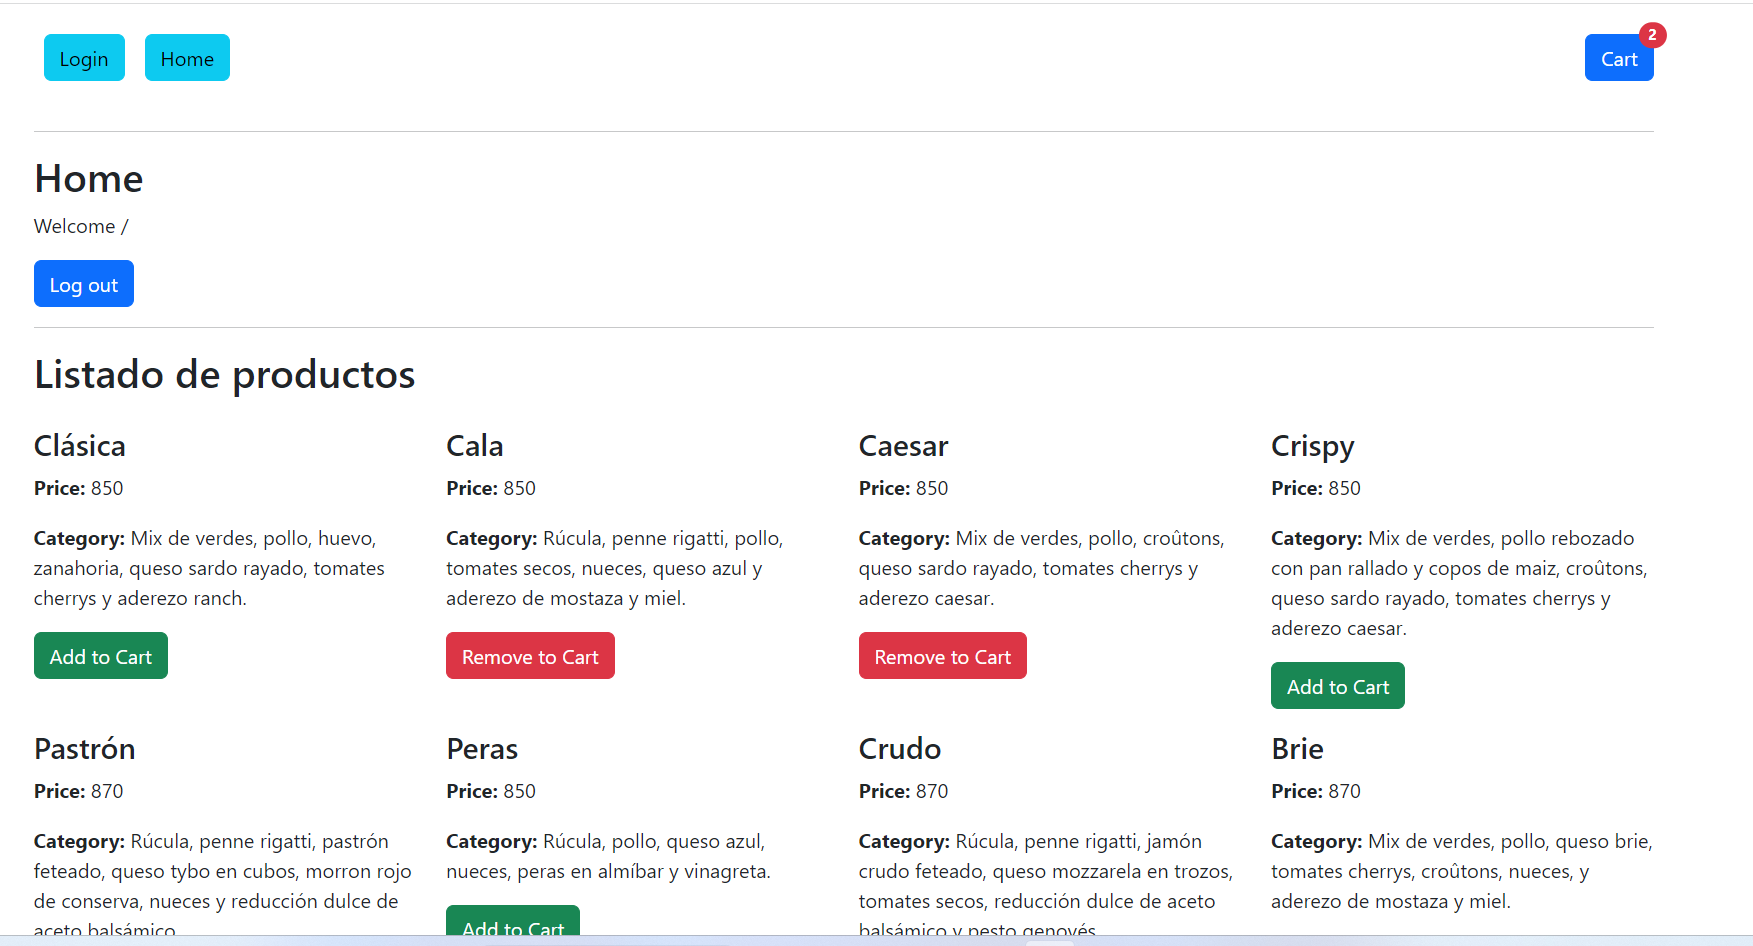 Login Home Cart 2
Home
Welcome /
Log out
Listado de productos
Clásica
Price: 850
Category: Mix de verdes, pollo, huevo,
zanahoria, queso sardo rayado, tomates
cherrys y aderezo ranch.
Add to Cart
Cala
Price: 850
Category: Rúcula, penne rigatti, pollo,
tomates secos, nueces, queso azul y
aderezo de mostaza y miel.
Remove to Cart
Caesar
Price: 850
Category: Mix de verdes, pollo, croûtons,
queso sardo rayado, tomates cherrys y
aderezo caesar.
Remove to Cart
Crispy
Price: 850
Category: Mix de verdes, pollo rebozado
con pan rallado y copos de maiz, croûtons,
queso sardo rayado, tomates cherrys y
aderezo caesar.
Add to Cart
Pastrón
Price: 870
Category: Rúcula, penne rigatti, pastrón
feteado, queso tybo en cubos, morron rojo
de conserva, nueces y reducción dulce de
aceto balsámico
Peras
Price: 850
Category: Rúcula, pollo, queso azul,
nueces, peras en almíbar y vinagreta.
Add to Cart
Crudo
Price: 870
Category: Rúcula, penne rigatti, jamón
crudo feteado, queso mozzarela en trozos,
tomates secos, reducción dulce de aceto
balsámico y pesto genovés
Brie
Price: 870
Category: Mix de verdes, pollo, queso brie,
tomates cherrys, croûtons, nueces, y
aderezo de mostaza y miel.